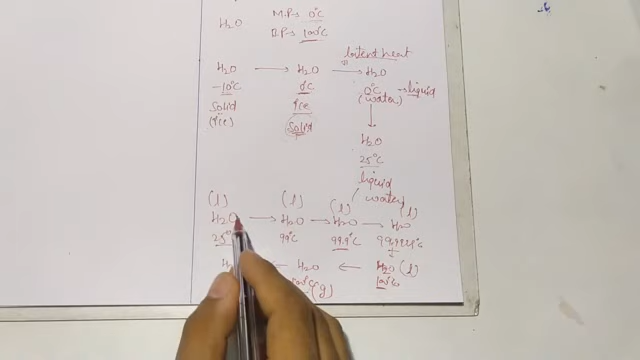 M.P→ 0°C
H₂O
B.P→ 100°C
latent heat
H₂O → H₂O → H₂O
-10°C 0°C 0°C → liquid
Solid ice (water)
(ice) Solid
H₂O
25°C
liquid
(water)
(l) (l) (l) (l)
H₂O → H₂O → H₂O → H₂O
25° 99°C 99.9°C
H₂O ← H₂O (l)
(g) 100°C